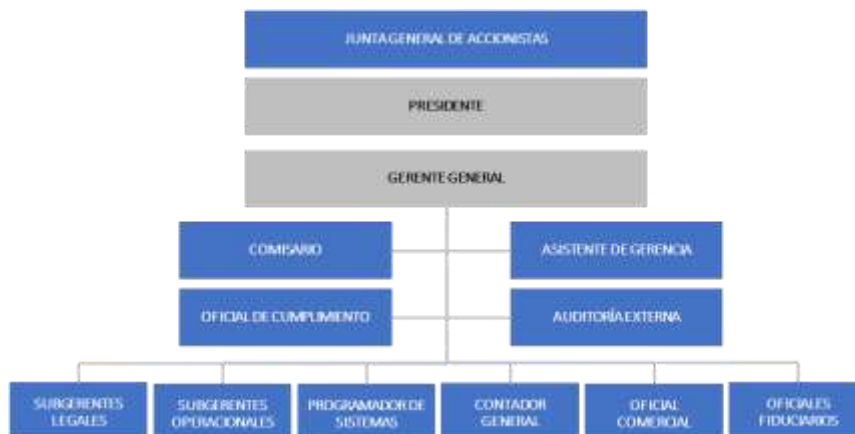 JUNTA GENERAL DE ACCIONISTAS
PRESIDENTE
GERENTE GENERAL
COMISARIO
ASISTENTE DE GERENCIA
OFICIAL DE CUMPLIMIENTO
AUDITORÍA EXTERNA
SUBGERENTES
LEGALES
SUBGERENTES
OPERACIONALES
PROGRAMADOR DE
SISTEMAS
CONTADOR
GENERAL
OFICIAL
COMERCIAL
OFICIALES
FIDUCIARIOS